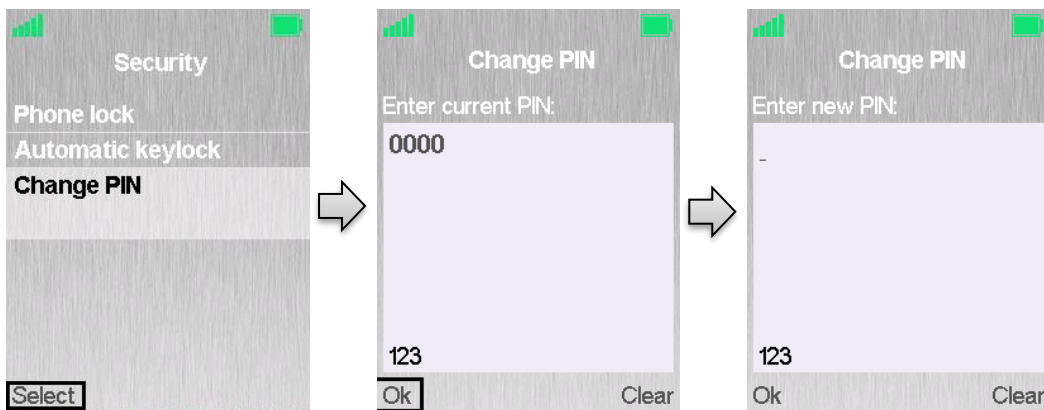 Security
Phone lock
Automatic keylock
Change PIN
Select
Change PIN
Enter current PIN:
0000
123
Ok Clear
Change PIN
Enter new PIN:
-
123
Ok Clear